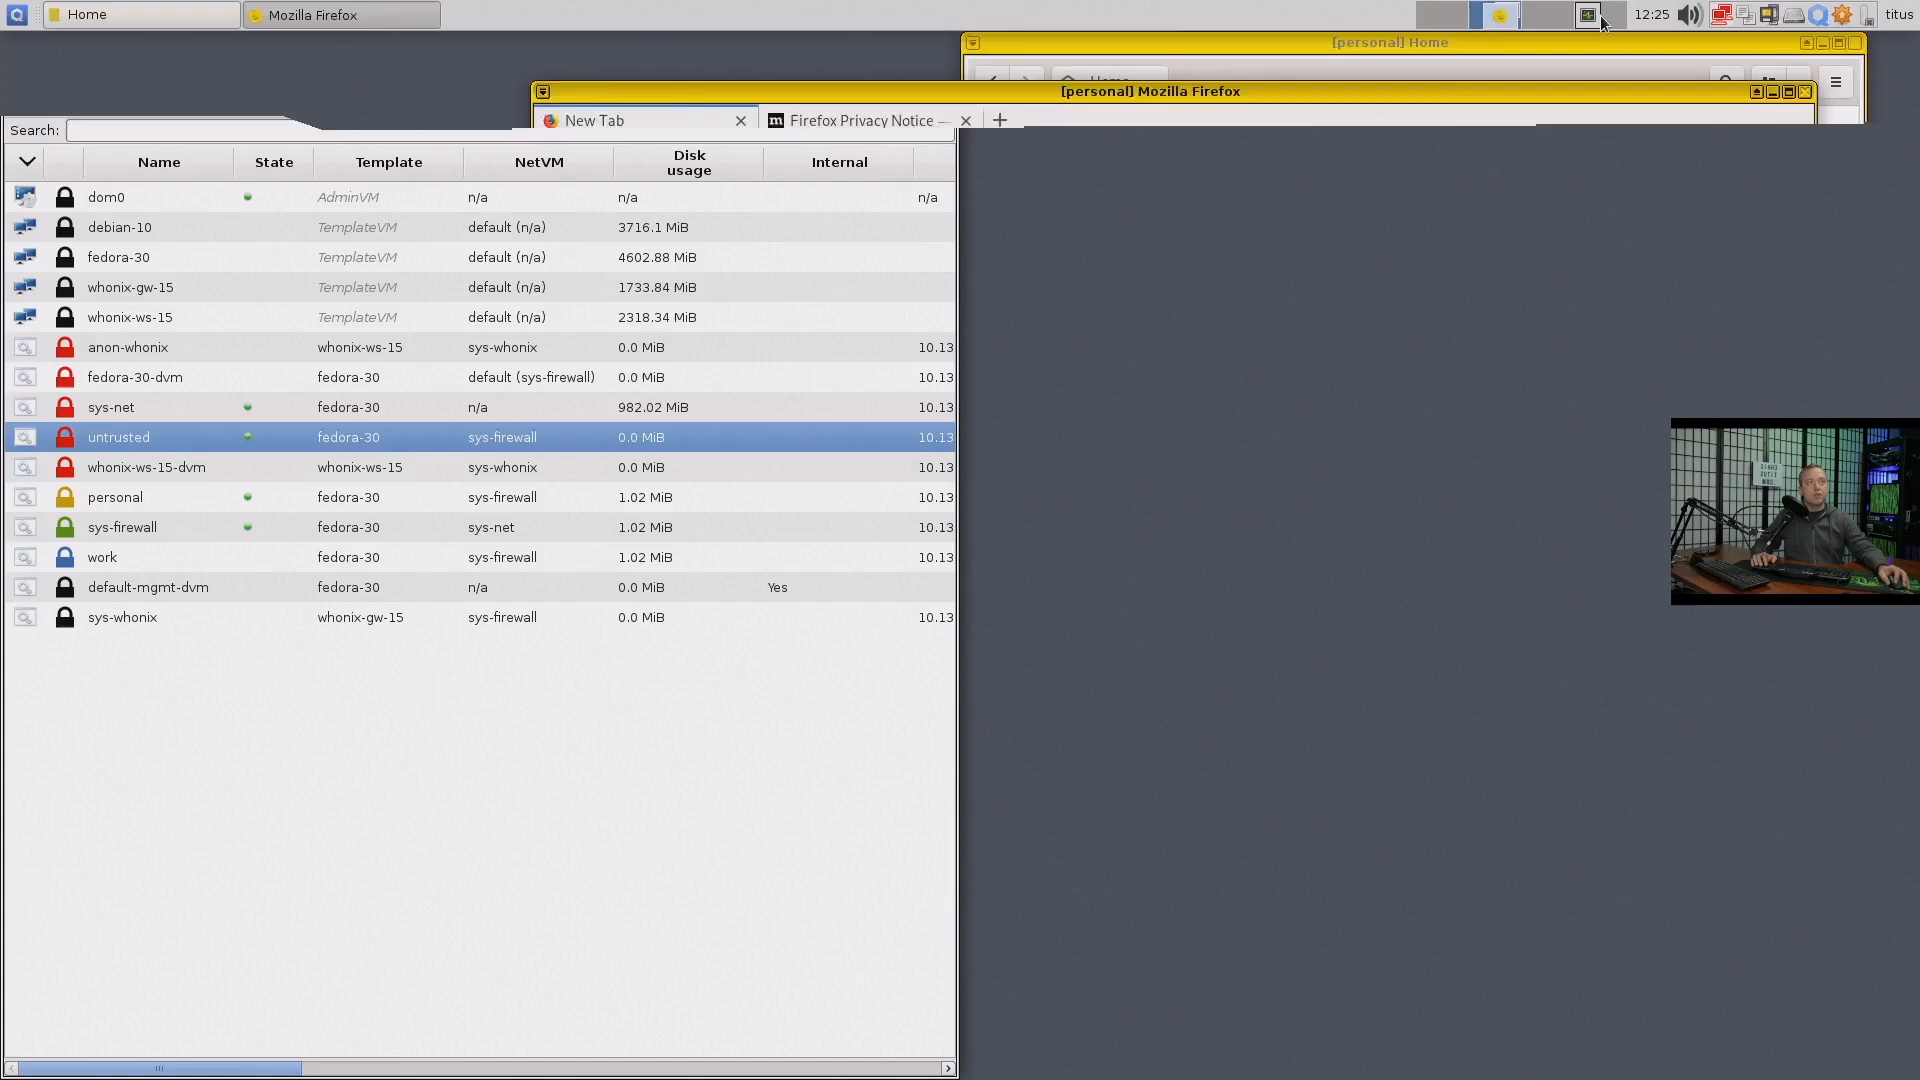 Home
Mozilla Firefox
12:25
titus
[personal] Home
Home
[personal] Mozilla Firefox
New Tab
Firefox Privacy Notice —
Search:
Name State Template NetVM Disk usage Internal
dom0 AdminVM n/a n/a n/a
debian-10 TemplateVM default (n/a) 3716.1 MiB
fedora-30 TemplateVM default (n/a) 4602.88 MiB
whonix-gw-15 TemplateVM default (n/a) 1733.84 MiB
whonix-ws-15 TemplateVM default (n/a) 2318.34 MiB
anon-whonix whonix-ws-15 sys-whonix 0.0 MiB 10.13
fedora-30-dvm fedora-30 default (sys-firewall) 0.0 MiB 10.13
sys-net fedora-30 n/a 982.02 MiB 10.13
untrusted fedora-30 sys-firewall 0.0 MiB 10.13
whonix-ws-15-dvm whonix-ws-15 sys-whonix 0.0 MiB 10.13
personal fedora-30 sys-firewall 1.02 MiB 10.13
sys-firewall fedora-30 sys-net 1.02 MiB 10.13
work fedora-30 sys-firewall 1.02 MiB 10.13
default-mgmt-dvm fedora-30 n/a 0.0 MiB Yes
sys-whonix whonix-gw-15 sys-firewall 0.0 MiB 10.13